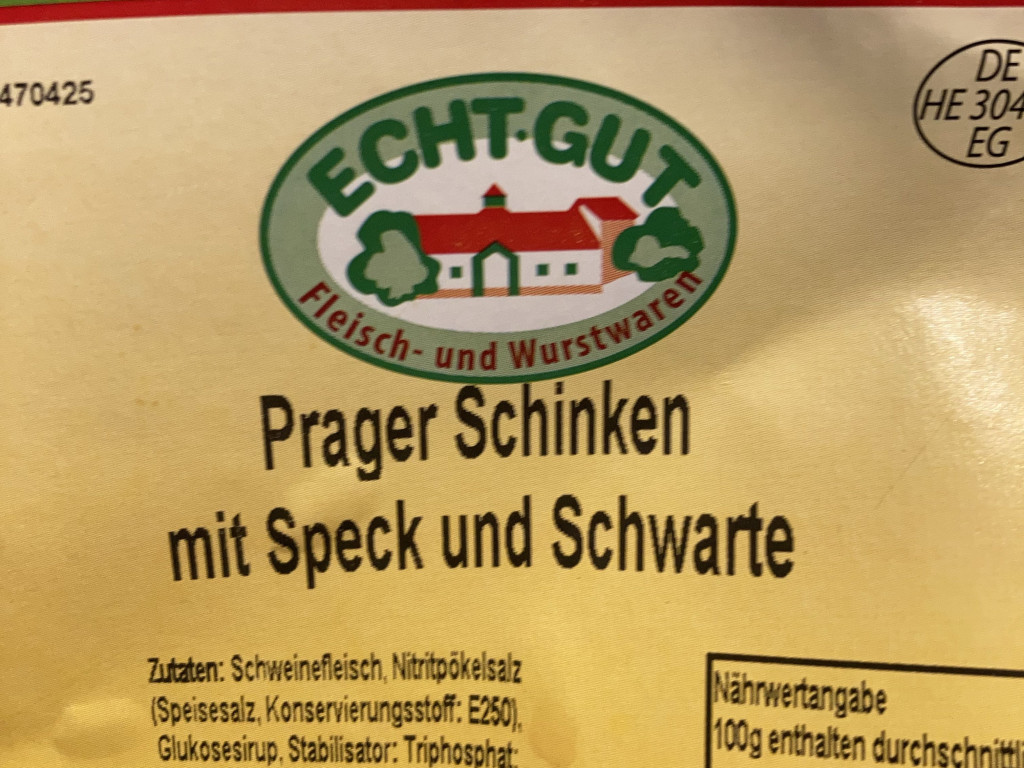 470425
DE
HE 304
EG
ECHT·GUT
Fleisch- und Wurstwaren
Prager Schinken
mit Speck und Schwarte
Zutaten: Schweinefleisch, Nitritpökelsalz
(Speisesalz, Konservierungsstoff: E250),
Glukosesirup, Stabilisator: Triphosphat;
Nährwertangabe
100g enthalten durchschnittli